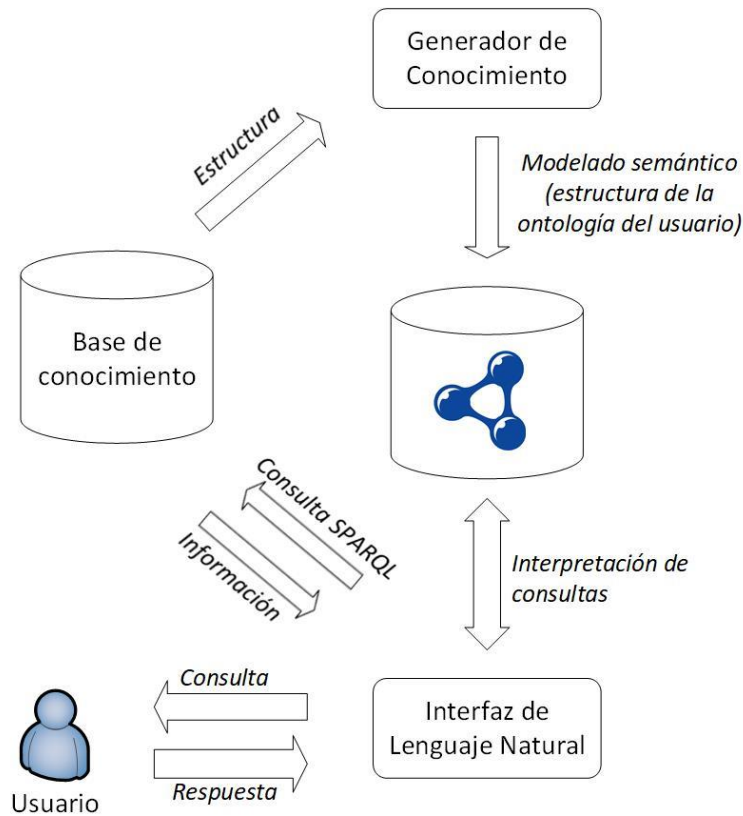 Generador de
Conocimiento
Estructura
Modelado semántico
(estructura de la
ontología del usuario)
Base de
conocimiento
Consulta SPARQL
Información
Interpretación de
consultas
Consulta
Interfaz de
Lenguaje Natural
Respuesta
Usuario